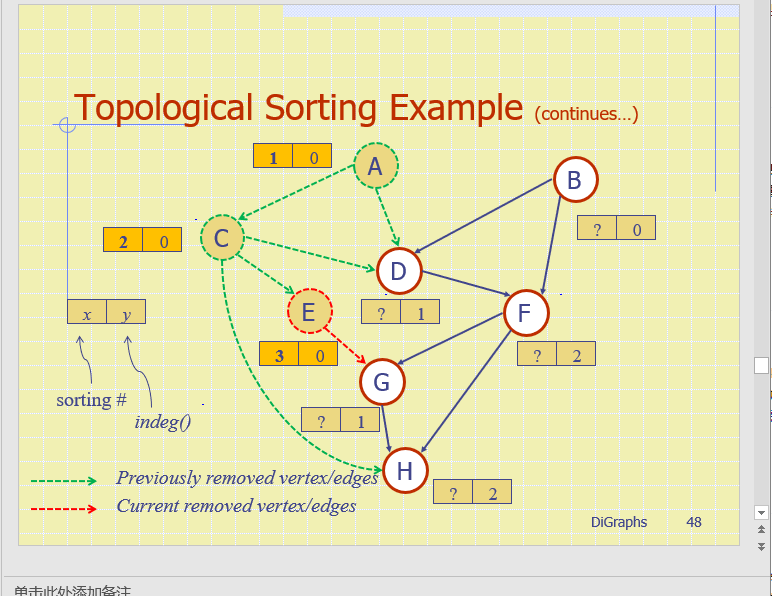 Topological Sorting Example (continues...)
1 0
A
B
? 0
C
2 0
D
E
x y
? 1
F
3 0
? 2
G
sorting #
indeg()
? 1
H
Previously removed vertex/edges
? 2
Current removed vertex/edges
DiGraphs 48
单击此处添加备注